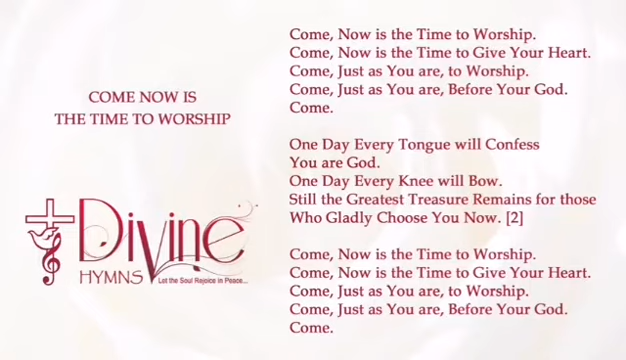 COME NOW IS
THE TIME TO WORSHIP
Divine
HYMNS
Let the Soul Rejoice in Peace...
Come, Now is the Time to Worship.
Come, Now is the Time to Give Your Heart.
Come, Just as You are, to Worship.
Come, Just as You are, Before Your God.
Come.
One Day Every Tongue will Confess
You are God.
One Day Every Knee will Bow.
Still the Greatest Treasure Remains for those
Who Gladly Choose You Now. [2]
Come, Now is the Time to Worship.
Come, Now is the Time to Give Your Heart.
Come, Just as You are, to Worship.
Come, Just as You are, Before Your God.
Come.